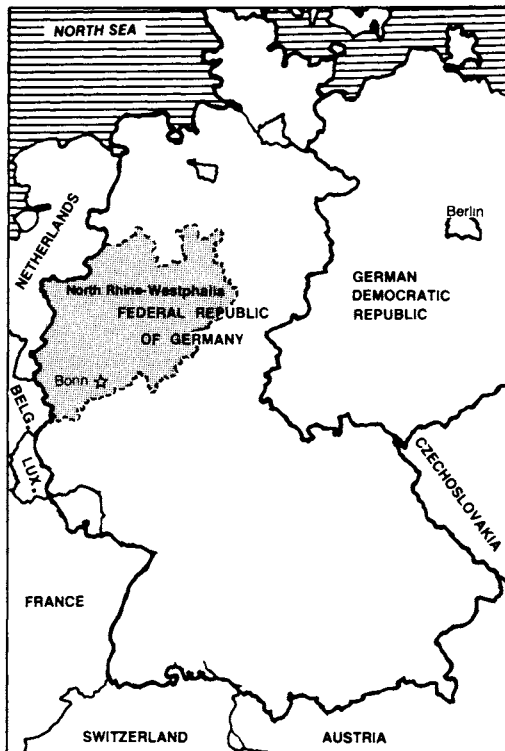 NORTH SEA
NETHERLANDS
Berlin
North Rhine-Westphalia
FEDERAL REPUBLIC
OF GERMANY
GERMAN
DEMOCRATIC
REPUBLIC
Bonn
BELG.
LUX.
CZECHOSLOVAKIA
FRANCE
SWITZERLAND
AUSTRIA